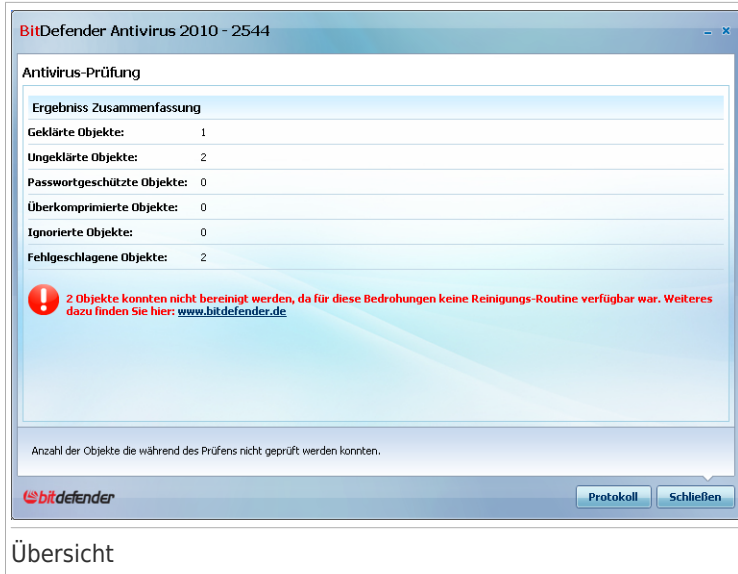 BitDefender Antivirus 2010 - 2544
Antivirus-Prüfung
Ergebniss Zusammenfassung
Geklärte Objekte: 1
Ungeklärte Objekte: 2
Passwortgeschützte Objekte: 0
Überkomprimierte Objekte: 0
Ignorierte Objekte: 0
Fehlgeschlagene Objekte: 2
2 Objekte konnten nicht bereinigt werden, da für diese Bedrohungen keine Reinigungs-Routine verfügbar war. Weiteres
dazu finden Sie hier: www.bitdefender.de
Anzahl der Objekte die während des Prüfens nicht geprüft werden konnten.
bitdefender
Protokoll
Schließen
Übersicht